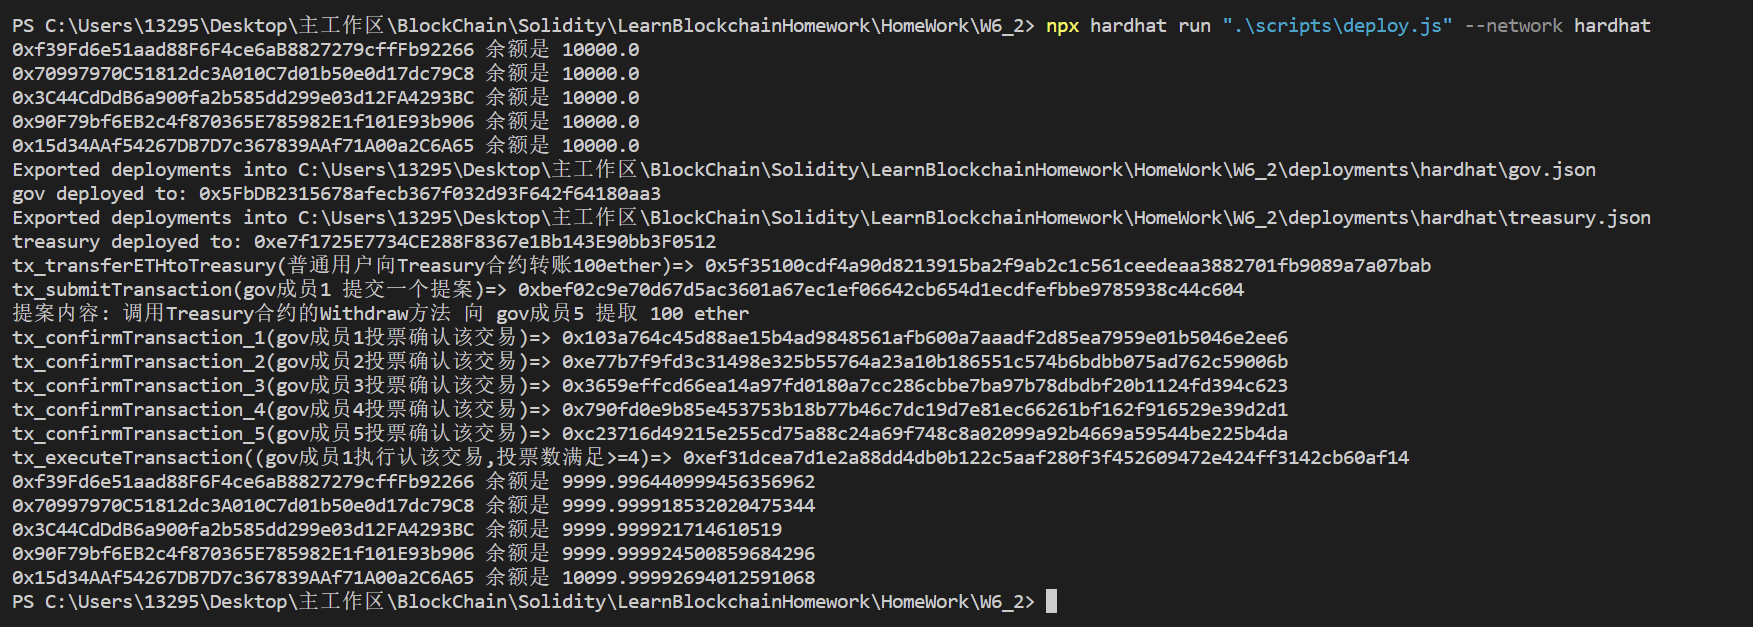 PS C:\Users\13295\Desktop\主工作区\BlockChain\Solidity\LearnBlockchainHomework\HomeWork\W6_2> npx hardhat run ".\scripts\deploy.js" --network hardhat
0xf39Fd6e51aad88F6F4ce6aB8827279cffFb92266 余额是 10000.0
0x70997970C51812dc3A010C7d01b50e0d17dc79C8 余额是 10000.0
0x3C44CdDdB6a900fa2b585dd299e03d12FA4293BC 余额是 10000.0
0x90F79bf6EB2c4f870365E785982E1f101E93b906 余额是 10000.0
0x15d34AAf54267DB7D7c367839AAf71A00a2C6A65 余额是 10000.0
Exported deployments into C:\Users\13295\Desktop\主工作区\BlockChain\Solidity\LearnBlockchainHomework\HomeWork\W6_2\deployments\hardhat\gov.json
gov deployed to: 0x5FbDB2315678afecb367f032d93F642f64180aa3
Exported deployments into C:\Users\13295\Desktop\主工作区\BlockChain\Solidity\LearnBlockchainHomework\HomeWork\W6_2\deployments\hardhat\treasury.json
treasury deployed to: 0xe7f1725E7734CE288F8367e1Bb143E90bb3F0512
tx_transferETHtoTreasury(普通用户向Treasury合约转账100ether)=> 0x5f35100cdf4a90d8213915ba2f9ab2c1c561ceedeaa3882701fb9089a7a07bab
tx_submitTransaction(gov成员1 提交一个提案)=> 0xbef02c9e70d67d5ac3601a67ec1ef06642cb654d1ecdfefbbe9785938c44c604
提案内容: 调用Treasury合约的Withdraw方法 向 gov成员5 提取 100 ether
tx_confirmTransaction_1(gov成员1投票确认该交易)=> 0x103a764c45d88ae15b4ad9848561afb600a7aaadf2d85ea7959e01b5046e2ee6
tx_confirmTransaction_2(gov成员2投票确认该交易)=> 0xe77b7f9fd3c31498e325b55764a23a10b186551c574b6bdbb075ad762c59006b
tx_confirmTransaction_3(gov成员3投票确认该交易)=> 0x3659effcd66ea14a97fd0180a7cc286cbbe7ba97b78dbdbf20b1124fd394c623
tx_confirmTransaction_4(gov成员4投票确认该交易)=> 0x790fd0e9b85e453753b18b77b46c7dc19d7e81ec66261bf162f916529e39d2d1
tx_confirmTransaction_5(gov成员5投票确认该交易)=> 0xc23716d49215e255cd75a88c24a69f748c8a02099a92b4669a59544be225b4da
tx_executeTransaction((gov成员1执行认该交易,投票数满足>=4)=> 0xef31dcea7d1e2a88dd4db0b122c5aaf280f3f452609472e424ff3142cb60af14
0xf39Fd6e51aad88F6F4ce6aB8827279cffFb92266 余额是 9999.996440999456356962
0x70997970C51812dc3A010C7d01b50e0d17dc79C8 余额是 9999.999918532020475344
0x3C44CdDdB6a900fa2b585dd299e03d12FA4293BC 余额是 9999.999921714610519
0x90F79bf6EB2c4f870365E785982E1f101E93b906 余额是 9999.999924500859684296
0x15d34AAf54267DB7D7c367839AAf71A00a2C6A65 余额是 10099.99992694012591068
PS C:\Users\13295\Desktop\主工作区\BlockChain\Solidity\LearnBlockchainHomework\HomeWork\W6_2>